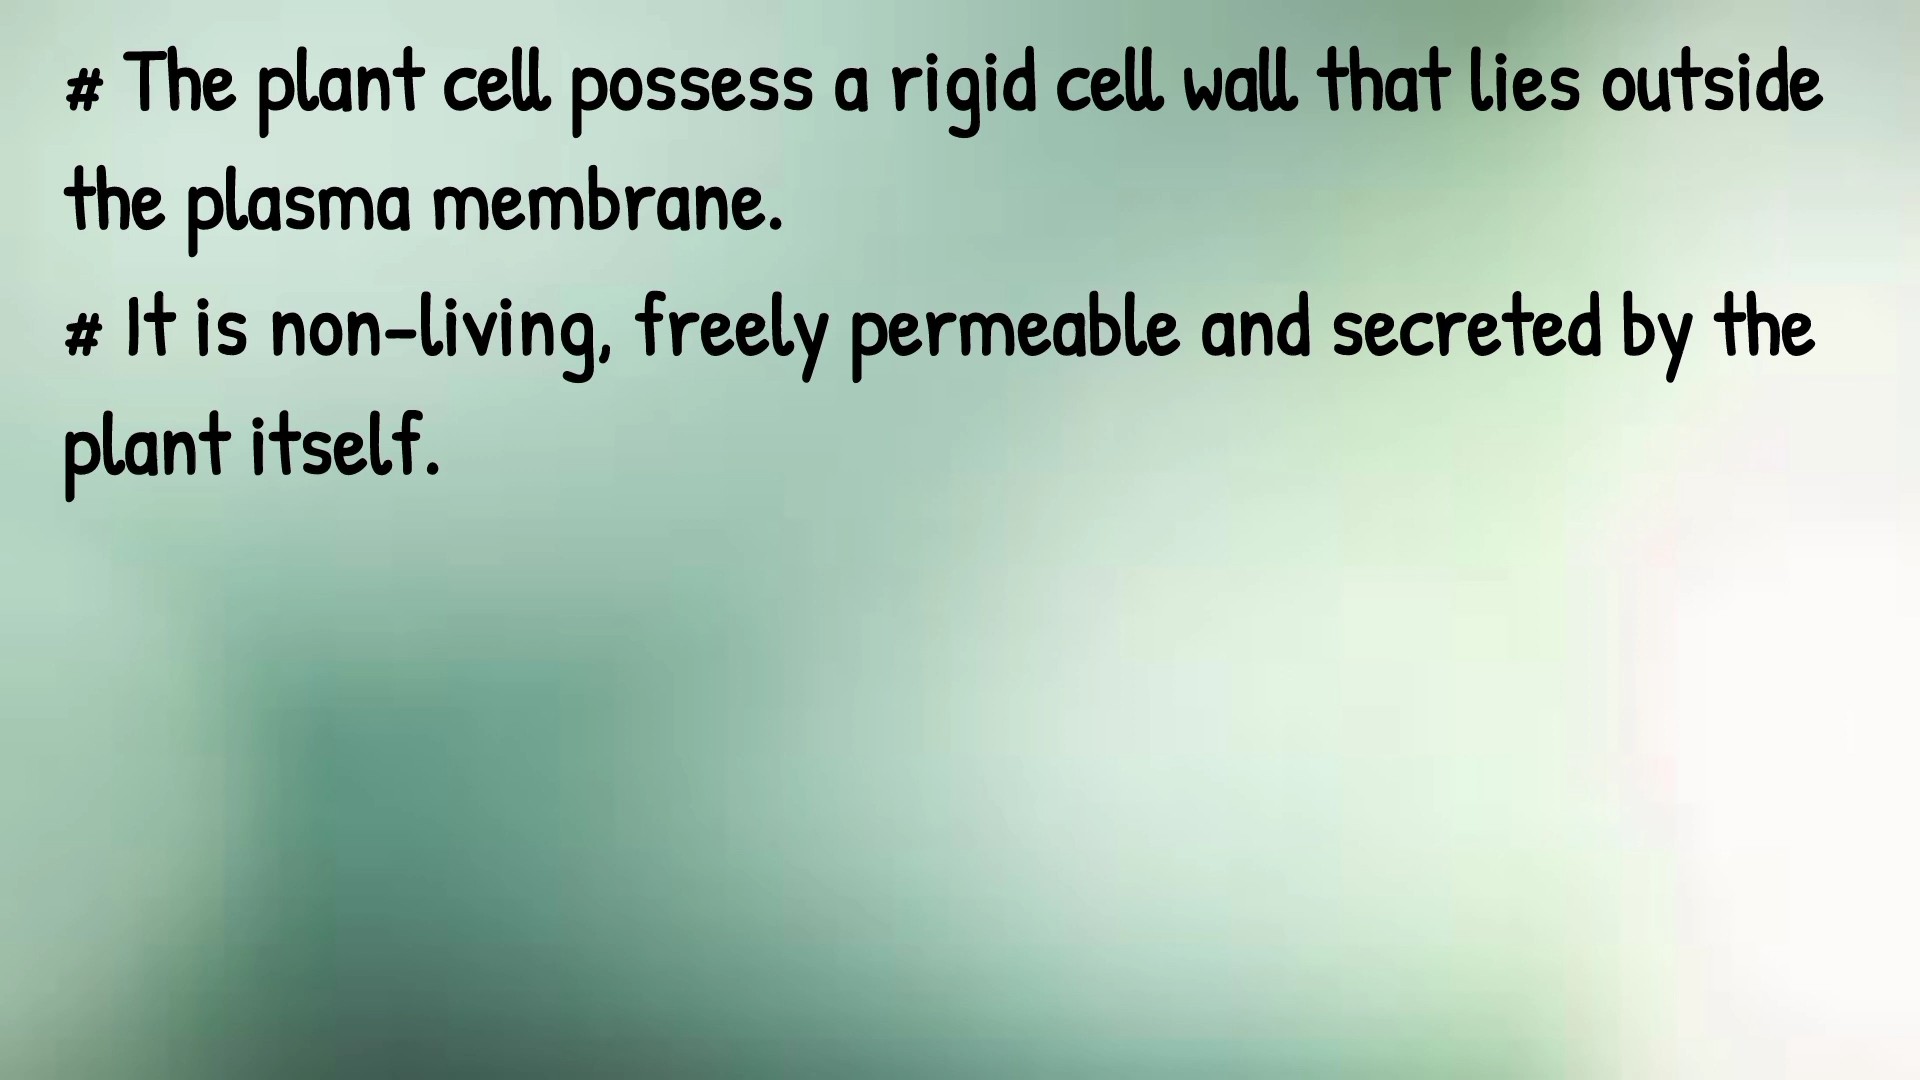 # The plant cell possess a rigid cell wall that lies outside
the plasma membrane.
# It is non-living, freely permeable and secreted by the
plant itself.